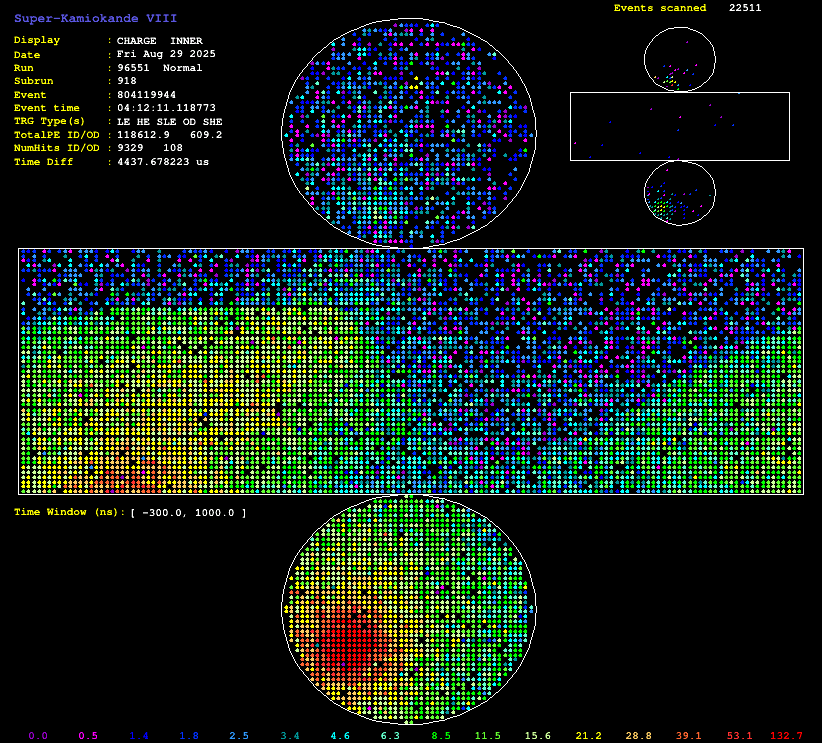 Super-Kamiokande VIII
Events scanned 22511
Display : CHARGE INNER
Date : Fri Aug 29 2025
Run : 96551 Normal
Subrun : 918
Event : 804119944
Event time : 04:12:11.118773
TRG Type(s) : LE HE SLE OD SHE
TotalPE ID/OD : 118612.9 609.2
NumHits ID/OD : 9329 108
Time Diff : 4437.678223 us
Time Window (ns): [ -300.0, 1000.0 ]
0.0 0.5 1.4 1.8 2.5 3.4 4.6 6.3 8.5 11.5 15.6 21.2 28.8 39.1 53.1 132.7